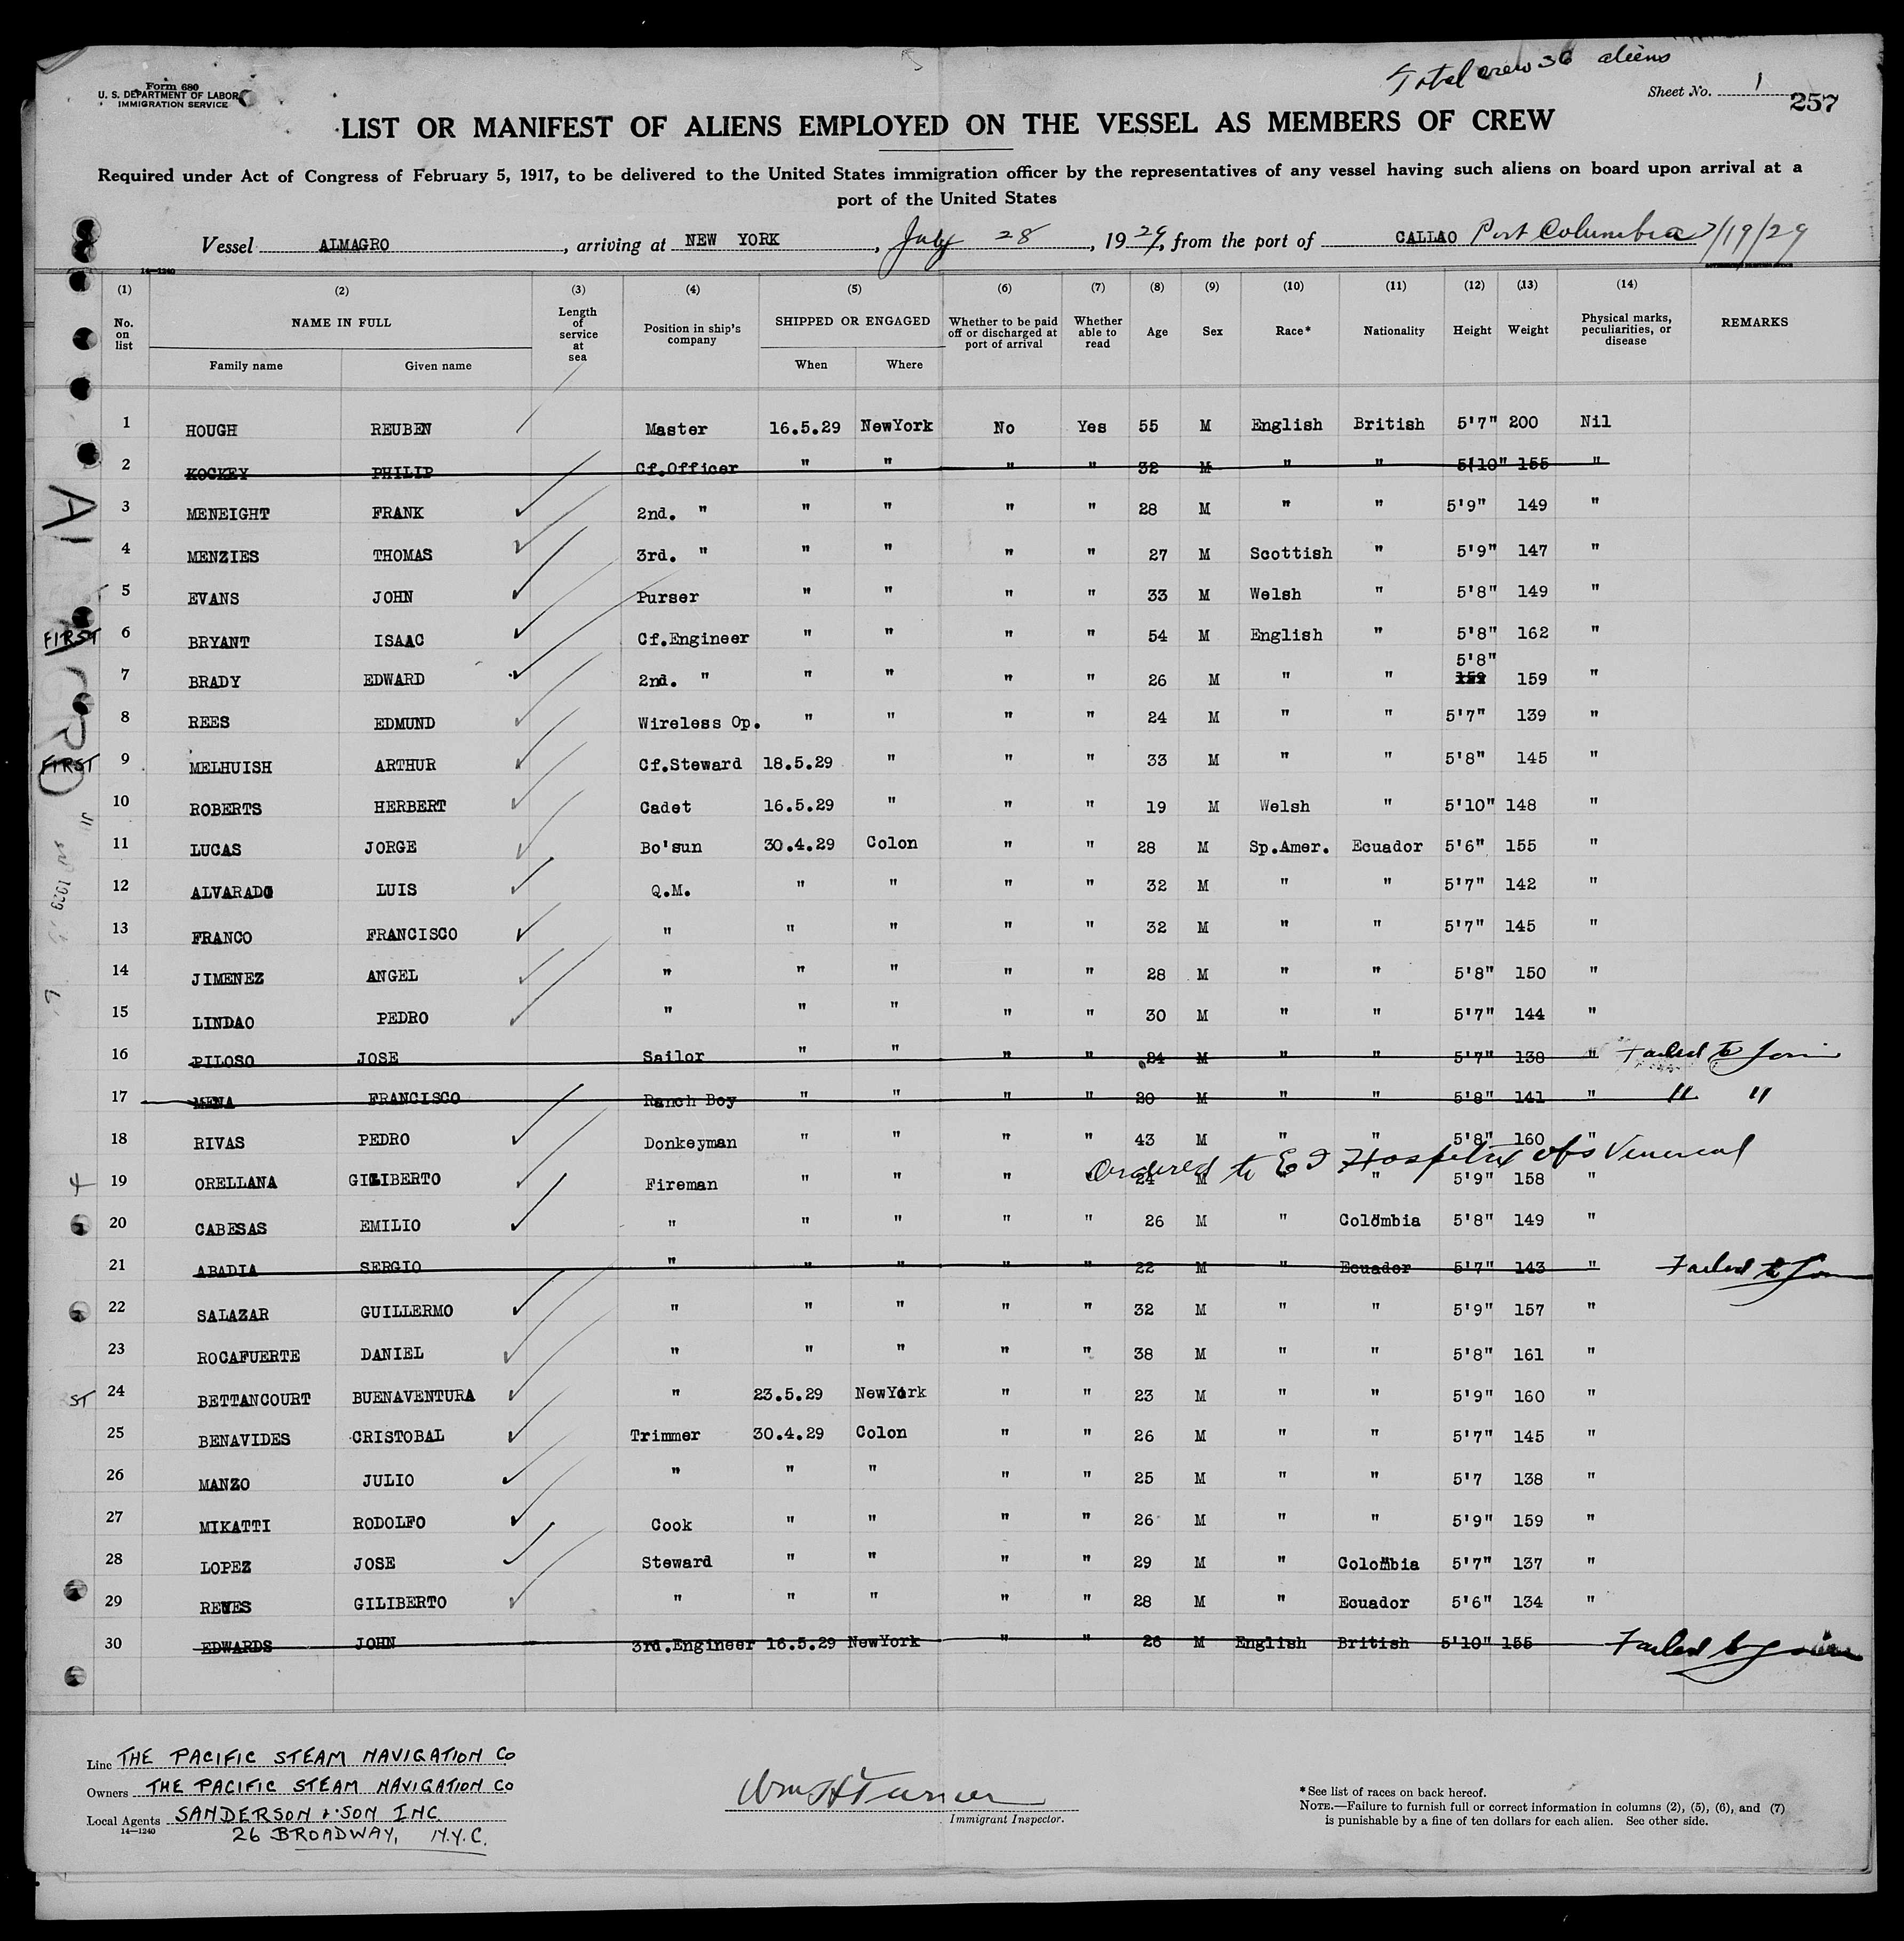 Total crew 36 aliens
Form 680
U. S. DEPARTMENT OF LABOR
IMMIGRATION SERVICE
Sheet No. 1
257
LIST OR MANIFEST OF ALIENS EMPLOYED ON THE VESSEL AS MEMBERS OF CREW
Required under Act of Congress of February 5, 1917, to be delivered to the United States immigration officer by the representatives of any vessel having such aliens on board upon arrival at a
port of the United States
Vessel ALMAGRO, arriving at NEW YORK, July 28, 1929, from the port of CALLAO Port Columbia 7/19/29
14—1240
(1) (2) (3) (4) (5) (6) (7) (8) (9) (10) (11) (12) (13) (14)
No. on list NAME IN FULL Family name Given name Length of service at sea Position in ship's company SHIPPED OR ENGAGED When Where Whether to be paid off or discharged at port of arrival Whether able to read Age Sex Race* Nationality Height Weight Physical marks, peculiarities, or disease REMARKS
1 HOUGH REUBEN Master 16.5.29 NewYork No Yes 55 M English British 5'7" 200 Nil
2 KOCKEY PHILIP Cf.Officer " " " " 32 M " " 5'10" 155 "
3 MENEIGHT FRANK 2nd. " " " " " 28 M " " 5'9" 149 "
4 MENZIES THOMAS 3rd. " " " " " 27 M Scottish " 5'9" 147 "
5 EVANS JOHN Purser " " " " 33 M Welsh " 5'8" 149 "
FIRST 6 BRYANT ISAAC Cf.Engineer " " " " 54 M English " 5'8" 162 "
7 BRADY EDWARD 2nd. " " " " " 26 M " " 5'8" 159 159 "
8 REES EDMUND Wireless Op. " " " " 24 M " " 5'7" 139 "
FIRST 9 MELHUISH ARTHUR Cf.Steward 18.5.29 " " " 33 M " " 5'8" 145 "
10 ROBERTS HERBERT Cadet 16.5.29 " " " 19 M Welsh " 5'10" 148 "
11 LUCAS JORGE Bo'sun 30.4.29 Colon " " 28 M Sp.Amer. Ecuador 5'6" 155 "
12 ALVARADO LUIS Q.M. " " " " 32 M " " 5'7" 142 "
13 FRANCO FRANCISCO " " " " " 32 M " " 5'7" 145 "
14 JIMENEZ ANGEL " " " " " 28 M " " 5'8" 150 "
15 LINDAO PEDRO " " " " " 30 M " " 5'7" 144 "
16 PILOSO JOSE Sailor " " " " 24 M " " 5'7" 138 " Failed to Join
17 MENA FRANCISCO Ranch Boy " " " " 20 M " " 5'8" 141 " " "
18 RIVAS PEDRO Donkeyman " " " " 43 M " " 5'8" 160 "
Ordered to E I Hospital obs Venereal
19 ORELLANA GILIBERTO Fireman " " " " 24 M " " 5'9" 158 "
20 CABESAS EMILIO " " " " " 26 M " Colombia 5'8" 149 "
21 ABADIA SERGIO " " " " " 22 M " Ecuador 5'7" 143 " Failed to Join
22 SALAZAR GUILLERMO " " " " " 32 M " " 5'9" 157 "
23 ROCAFUERTE DANIEL " " " " " 38 M " " 5'8" 161 "
ST 24 BETTANCOURT BUENAVENTURA " 23.5.29 NewYork " " 23 M " " 5'9" 160 "
25 BENAVIDES CRISTOBAL Trimmer 30.4.29 Colon " " 26 M " " 5'7" 145 "
26 MANZO JULIO " " " " " 25 M " " 5'7 138 "
27 MIKATTI RODOLFO Cook " " " " 26 M " " 5'9" 159 "
28 LOPEZ JOSE Steward " " " " 29 M " Colombia 5'7" 137 "
29 REYES GILIBERTO " " " " " 28 M " Ecuador 5'6" 134 "
30 EDWARDS JOHN 3rd.Engineer 16.5.29 NewYork " " 26 M English British 5'10" 155 Failed to join
Line THE PACIFIC STEAM NAVIGATION Co
Owners THE PACIFIC STEAM NAVIGATION Co
Local Agents SANDERSON & SON INC
14—1240
26 BROADWAY, N.Y.C.
Wm H Turner
Immigrant Inspector.
*See list of races on back hereof.
NOTE.—Failure to furnish full or correct information in columns (2), (5), (6), and (7)
is punishable by a fine of ten dollars for each alien. See other side.